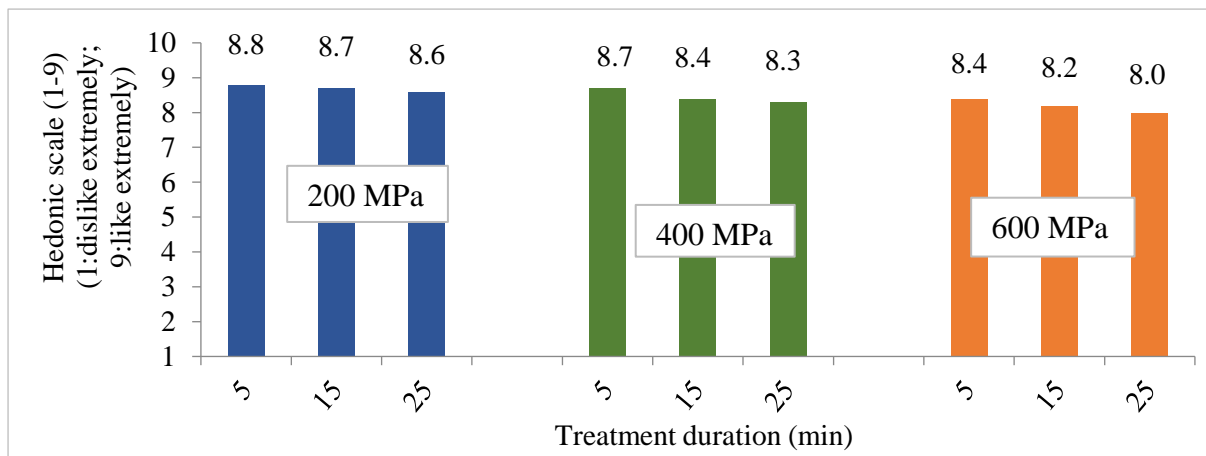 Hedonic scale (1-9)
(1:dislike extremely;
9:like extremely)
10
9
8
7
6
5
4
3
2
1
8.8 8.7 8.6 8.7 8.4 8.3 8.4 8.2 8.0
200 MPa
400 MPa
600 MPa
5 15 25 5 15 25 5 15 25
Treatment duration (min)